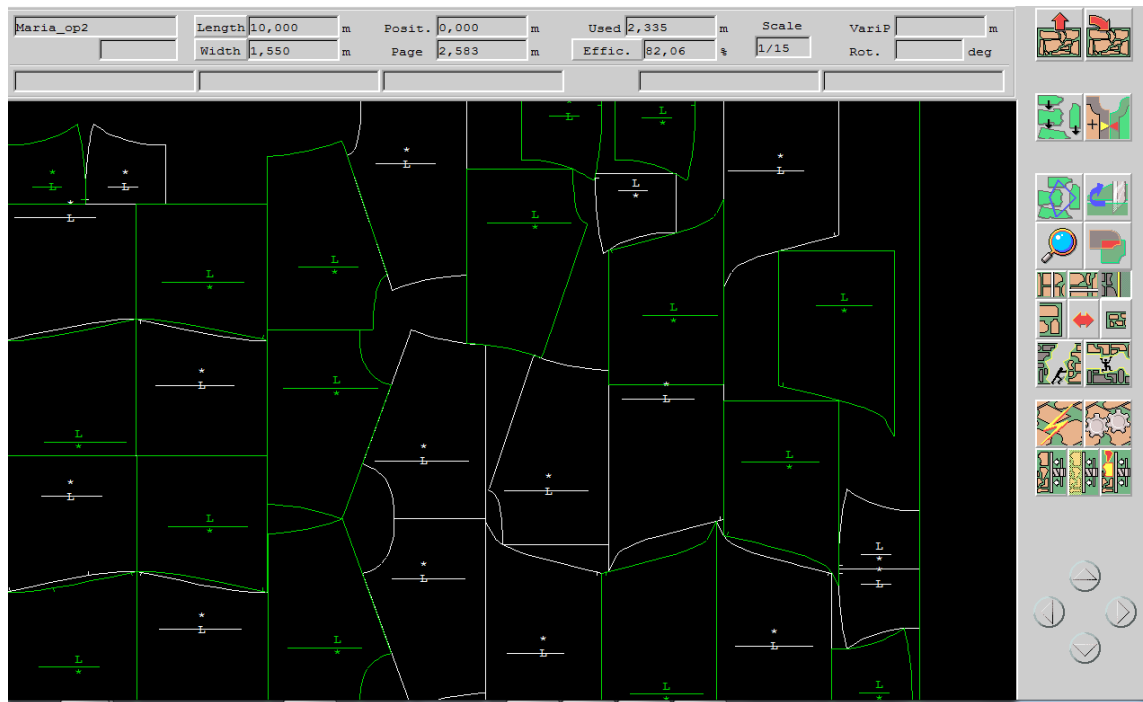 Maria_op2 Length 10,000 m Posit. 0,000 m Used 2,335 m Scale VariP m
Width 1,550 m Page 2,583 m Effic. 82,06 % 1/15 Rot. deg
L
*
L
*
*
L
*
L
*
L
*
L
*
L
L
*
*
L
L
*
L
*
L
*
L
*
L
*
*
L
L
*
*
L
L
*
*
L
L
*
*
L
*
L
L
*
L
*
*
L
*
L
*
L
*
L
*
L
L
*
L
*
L
*
L
*